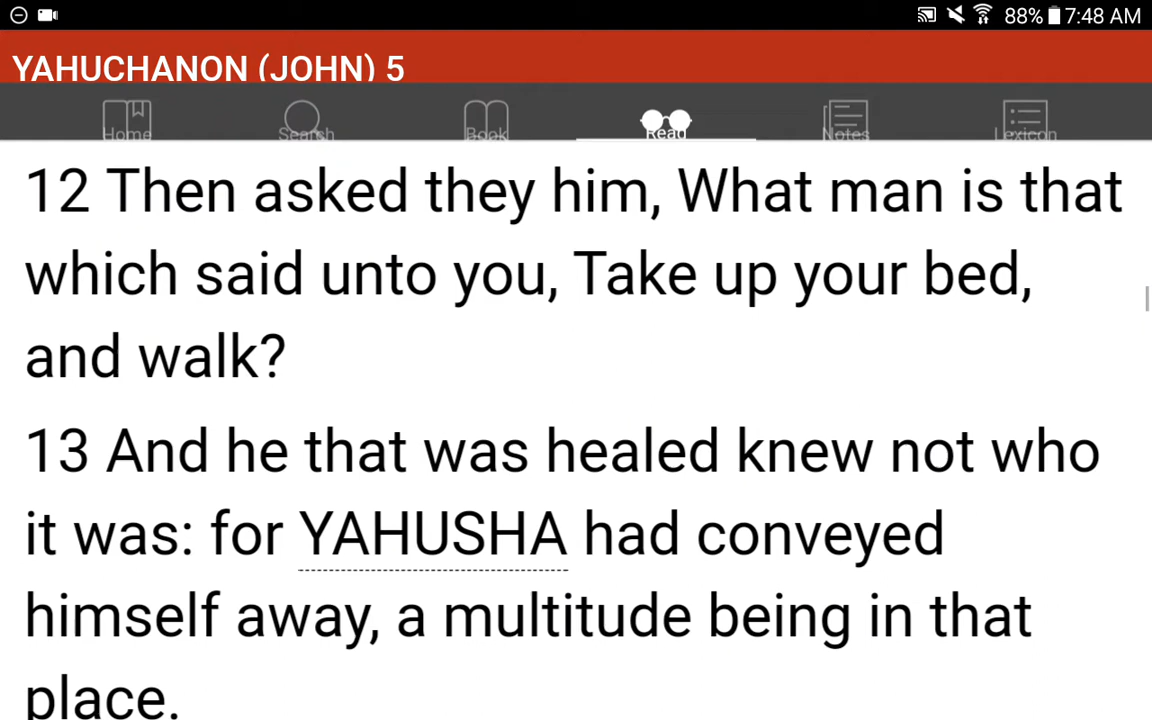 88% 7:48 AM
YAHUCHANON (JOHN) 5
Home Search Book Read Notes Lexicon
12 Then asked they him, What man is that
which said unto you, Take up your bed,
and walk?
13 And he that was healed knew not who
it was: for YAHUSHA had conveyed
himself away, a multitude being in that
place.